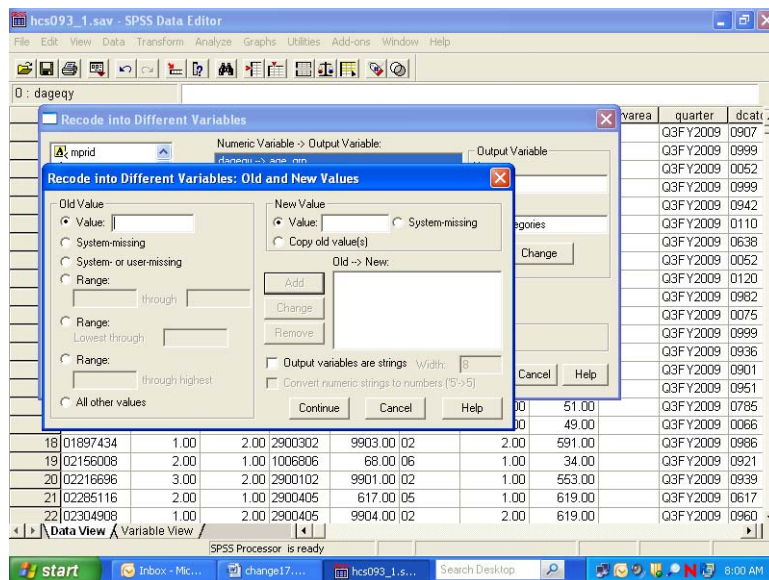 hcs093_1.sav - SPSS Data Editor
File Edit View Data Transform Analyze Graphs Utilities Add-ons Window Help
0 : dageqy
Recode into Different Variables
mprid
Numeric Variable -> Output Variable:
Output Variable
Change
Cancel Help
Recode into Different Variables: Old and New Values
Old Value
Value:
System-missing
System- or user-missing
Range:
through
Range:
Lowest through
Range:
through highest
All other values
New Value
Value: System-missing
Copy old value(s)
Old --> New:
Add
Change
Remove
Output variables are strings Width: 8
Convert numeric strings to numbers ('5'->5)
Continue Cancel Help
quarter
Q3FY2009 0907
Q3FY2009 0999
Q3FY2009 0052
Q3FY2009 0999
Q3FY2009 0942
Q3FY2009 0110
Q3FY2009 0638
Q3FY2009 0052
Q3FY2009 0120
Q3FY2009 0982
Q3FY2009 0075
Q3FY2009 0999
Q3FY2009 0936
Q3FY2009 0901
Q3FY2009 0951
51.00 Q3FY2009 0785
49.00 Q3FY2009 0066
18 01897434 1.00 2.00 2900302 9903.00 02 2.00 591.00 Q3FY2009 0986
19 02156008 2.00 1.00 1006806 68.00 06 1.00 34.00 Q3FY2009 0921
20 02216696 3.00 2.00 2900102 9901.00 02 1.00 553.00 Q3FY2009 0939
21 02285116 2.00 1.00 2900405 617.00 05 1.00 619.00 Q3FY2009 0617
22 02304908 1.00 2.00 2900405 9904.00 02 2.00 619.00 Q3FY2009 0960
Data View Variable View
SPSS Processor is ready
start Inbox - Mic... change17.... hcs093_1.s... Search Desktop 8:00 AM